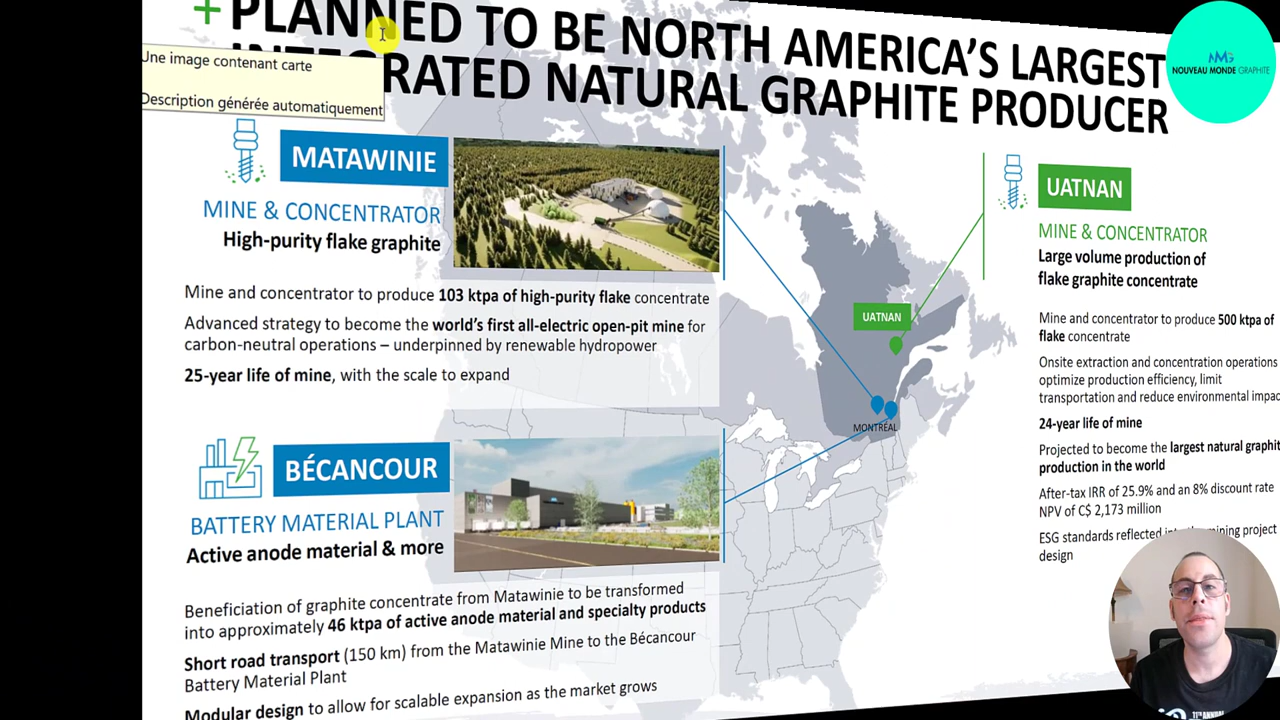 + PLANNED TO BE NORTH AMERICA'S LARGEST
INTEGRATED NATURAL GRAPHITE PRODUCER
Une image contenant carte
Description générée automatiquement
NMG
NOUVEAU MONDE GRAPHITE
MATAWINIE
MINE & CONCENTRATOR
High-purity flake graphite
Mine and concentrator to produce 103 ktpa of high-purity flake concentrate
Advanced strategy to become the world's first all-electric open-pit mine for
carbon-neutral operations – underpinned by renewable hydropower
25-year life of mine, with the scale to expand
BÉCANCOUR
BATTERY MATERIAL PLANT
Active anode material & more
Beneficiation of graphite concentrate from Matawinie to be transformed
into approximately 46 ktpa of active anode material and specialty products
Short road transport (150 km) from the Matawinie Mine to the Bécancour
Battery Material Plant
Modular design to allow for scalable expansion as the market grows
UATNAN
MONTRÉAL
UATNAN
MINE & CONCENTRATOR
Large volume production of
flake graphite concentrate
Mine and concentrator to produce 500 ktpa of
flake concentrate
Onsite extraction and concentration operations
optimize production efficiency, limit
transportation and reduce environmental impac
24-year life of mine
Projected to become the largest natural graphit
production in the world
After-tax IRR of 25.9% and an 8% discount rate
NPV of C$ 2,173 million
ESG standards reflected into the mining project
design